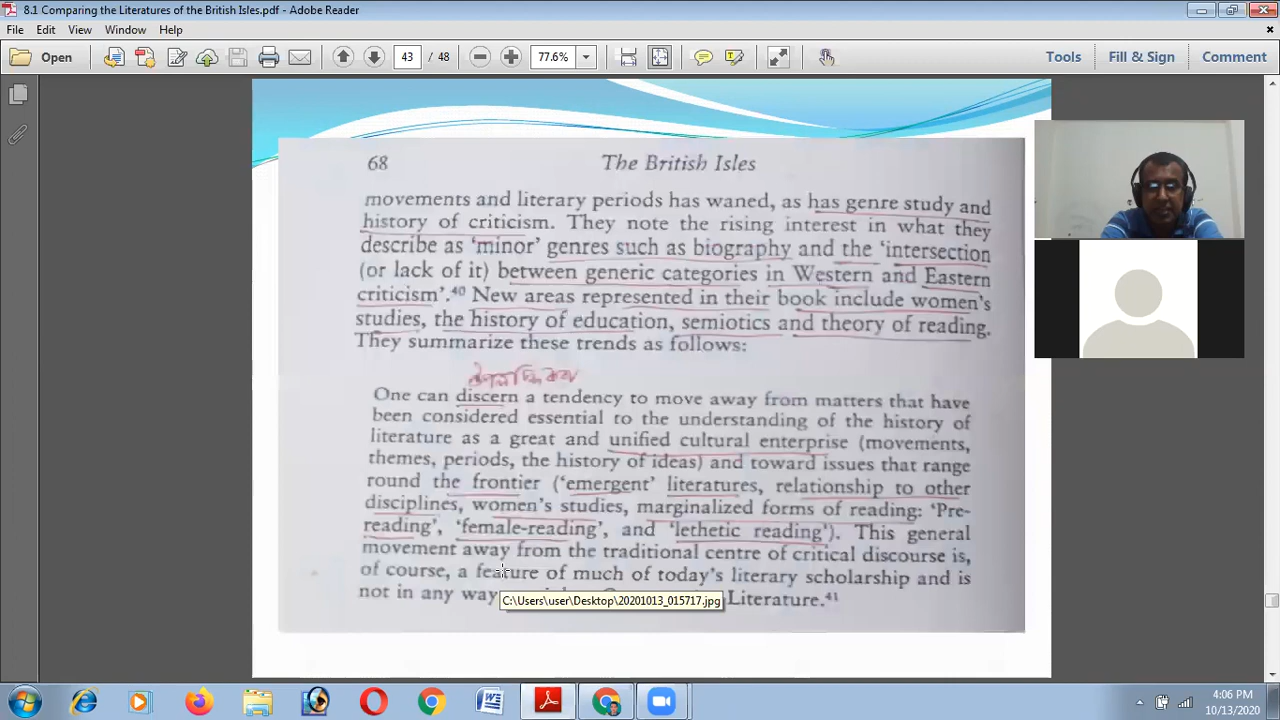 8.1 Comparing the Literatures of the British Isles.pdf - Adobe Reader
File Edit View Window Help
Open 43 / 48 77.6% Tools Fill & Sign Comment
68 The British Isles
movements and literary periods has waned, as has genre study and
history of criticism. They note the rising interest in what they
describe as ‘minor’ genres such as biography and the ‘intersection
(or lack of it) between generic categories in Western and Eastern
criticism’.40 New areas represented in their book include women's
studies, the history of education, semiotics and theory of reading.
They summarize these trends as follows:
One can discern a tendency to move away from matters that have
been considered essential to the understanding of the history of
literature as a great and unified cultural enterprise (movements,
themes, periods, the history of ideas) and toward issues that range
round the frontier (‘emergent’ literatures, relationship to other
disciplines, women's studies, marginalized forms of reading: ‘Pre-
reading’, ‘female-reading’, and ‘lethetic reading’). This general
movement away from the traditional centre of critical discourse is,
of course, a feature of much of today's literary scholarship and is
not in any way Literature.41
C:\Users\user\Desktop\20201013_015717.jpg
4:06 PM
10/13/2020